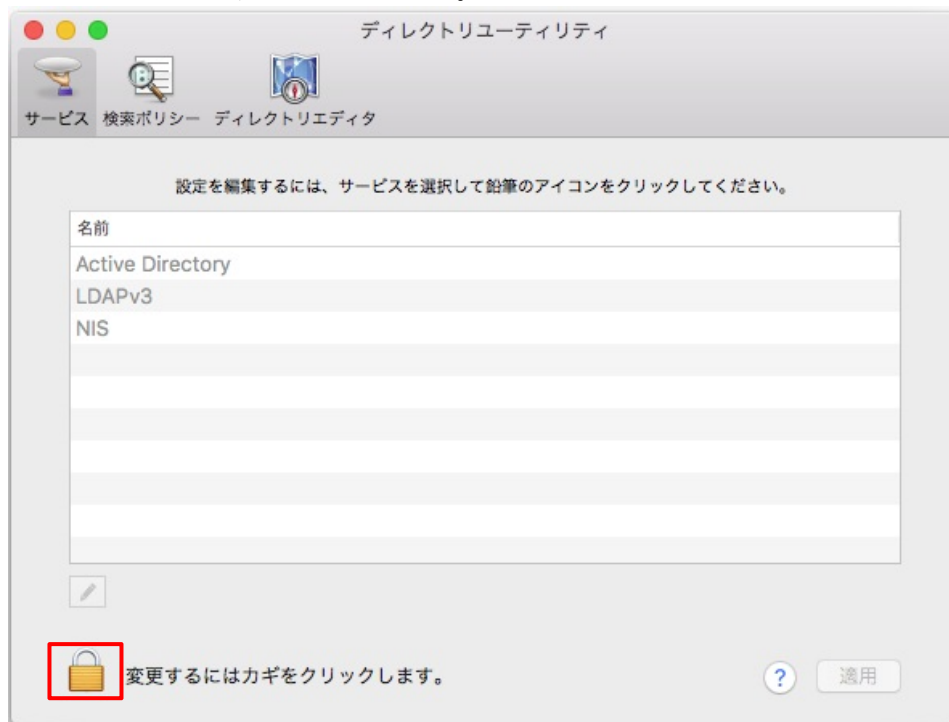 ディレクトリユーティリティ
サービス 検索ポリシー ディレクトリエディタ
設定を編集するには、サービスを選択して鉛筆のアイコンをクリックしてください。
名前
Active Directory
LDAPv3
NIS
変更するにはカギをクリックします。
? 適用